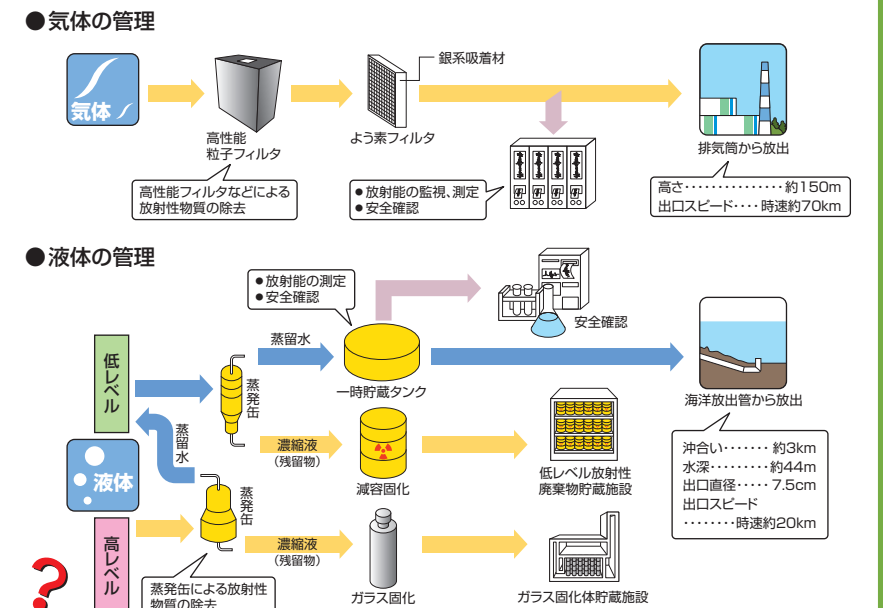 ●気体の管理
気体
高性能
粒子フィルタ
高性能フィルタなどによる
放射性物質の除去
銀系吸着材
よう素フィルタ
●放射能の監視、測定
●安全確認
排気筒から放出
高さ・・・・・・・・・・・・・・・約150m
出口スピード・・・・時速約70km
●液体の管理
●放射能の測定
●安全確認
安全確認
低レベル
蒸発缶
蒸留水
一時貯蔵タンク
海洋放出管から放出
沖合い・・・・・・・約3km
水深・・・・・・・・・約44m
出口直径・・・・・7.5cm
出口スピード
・・・・・・・・時速約20km
濃縮液
(残留物)
減容固化
低レベル放射性
廃棄物貯蔵施設
液体
蒸留水
高レベル
蒸発缶
濃縮液
(残留物)
ガラス固化
ガラス固化体貯蔵施設
蒸発缶による放射性
物質の除去
?